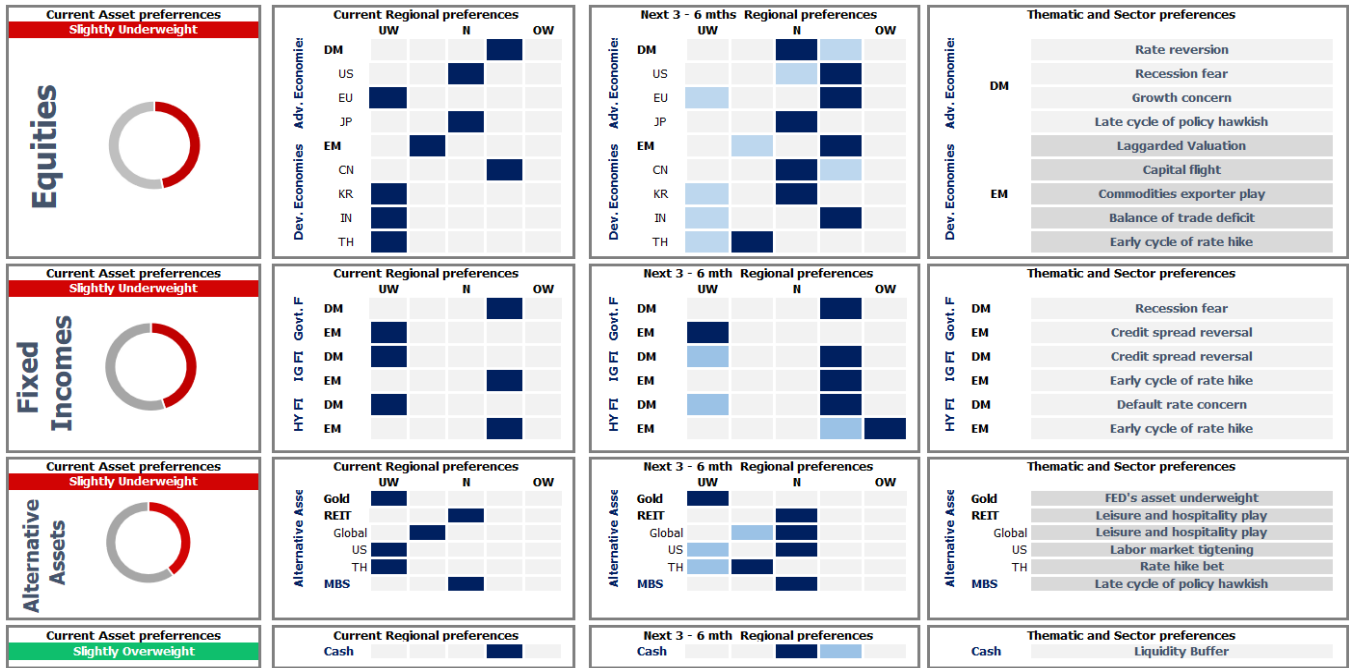 Current Asset preferrences
Slightly Underweight
Equities
Current Regional preferences
UW N OW
Adv. Economies
DM
US
EU
JP
Dev. Economies
EM
CN
KR
IN
TH
Next 3 - 6 mths Regional preferences
UW N OW
Adv. Economies
DM
US
EU
JP
Dev. Economies
EM
CN
KR
IN
TH
Thematic and Sector preferences
Adv. Economies
DM
Rate reversion
Recession fear
Growth concern
Late cycle of policy hawkish
Dev. Economies
EM
Laggarded Valuation
Capital flight
Commodities exporter play
Balance of trade deficit
Early cycle of rate hike
Current Asset preferrences
Slightly Underweight
Fixed
Incomes
Current Regional preferences
UW N OW
Govt. F
DM
EM
IG FI
DM
EM
HY FI
DM
EM
Next 3 - 6 mth Regional preferences
UW N OW
Govt. F
DM
EM
IG FI
DM
EM
HY FI
DM
EM
Thematic and Sector preferences
Govt. F
DM Recession fear
EM Credit spread reversal
IG FI
DM Credit spread reversal
EM Early cycle of rate hike
HY FI
DM Default rate concern
EM Early cycle of rate hike
Current Asset preferrences
Slightly Underweight
Alternative
Assets
Current Regional preferences
UW N OW
Alternative Asse
Gold
REIT
Global
US
TH
MBS
Next 3 - 6 mth Regional preferences
UW N OW
Alternative Asse
Gold
REIT
Global
US
TH
MBS
Thematic and Sector preferences
Alternative Asse
Gold FED's asset underweight
REIT Leisure and hospitality play
Global Leisure and hospitality play
US Labor market tigtening
TH Rate hike bet
MBS Late cycle of policy hawkish
Current Asset preferrences
Slightly Overweight
Current Regional preferences
Cash
Next 3 - 6 mth Regional preferences
Cash
Thematic and Sector preferences
Cash Liquidity Buffer